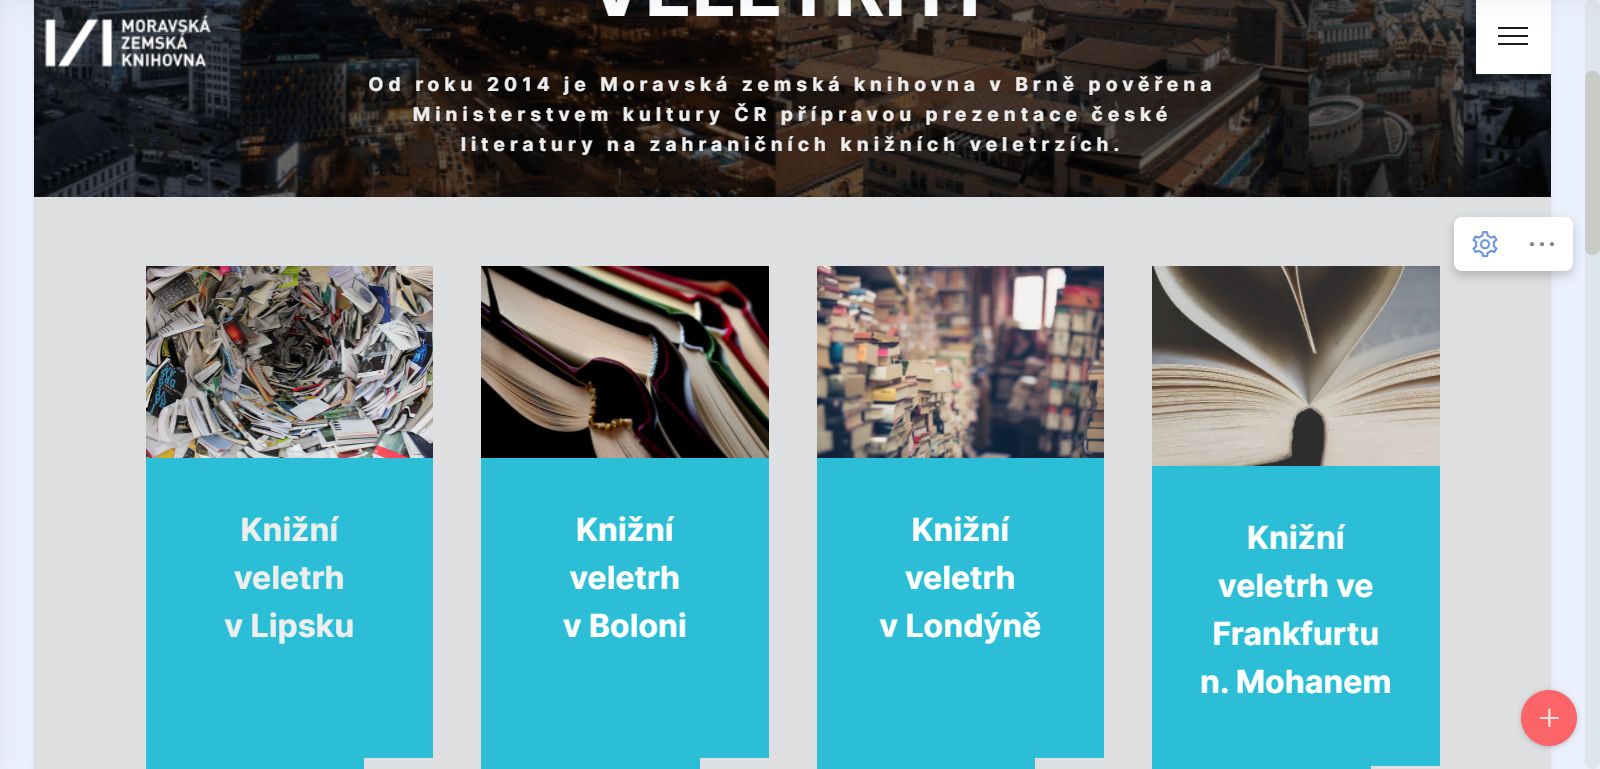 VELETRHY
MORAVSKÁ
ZEMSKÁ
KNIHOVNA
Od roku 2014 je Moravská zemská knihovna v Brně pověřena
Ministerstvem kultury ČR přípravou prezentace české
literatury na zahraničních knižních veletrzích.
Knižní
veletrh
v Lipsku
Knižní
veletrh
v Boloni
Knižní
veletrh
v Londýně
Knižní
veletrh ve
Frankfurtu
n. Mohanem